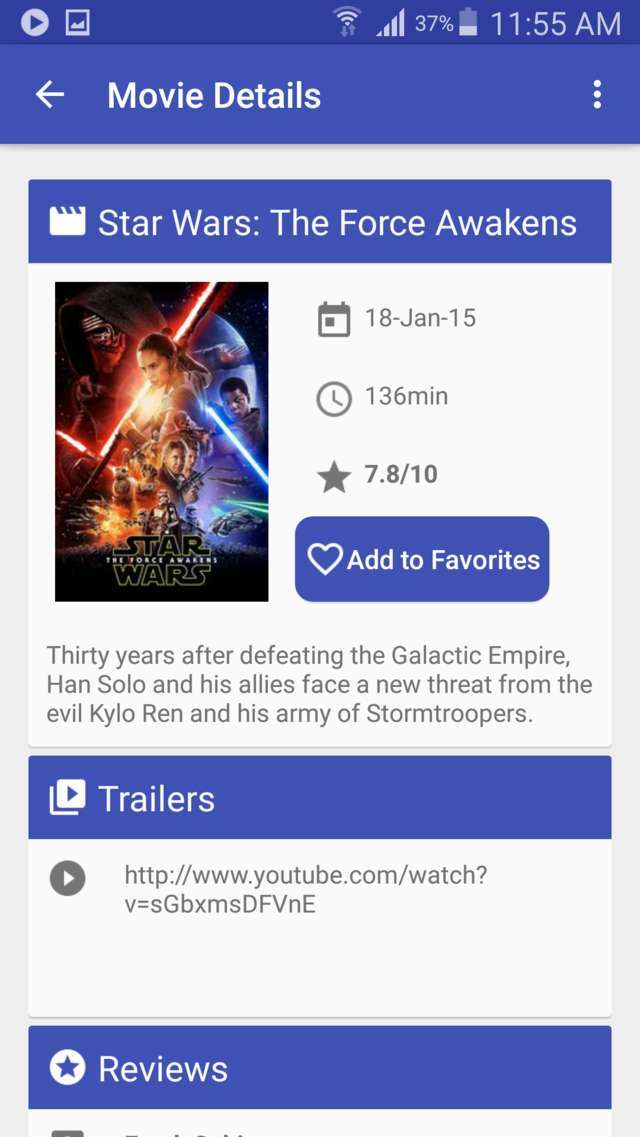 37% 11:55 AM
Movie Details
Star Wars: The Force Awakens
18-Jan-15
136min
7.8/10
Add to Favorites
STAR
THE FORCE AWAKENS
WARS
Thirty years after defeating the Galactic Empire,
Han Solo and his allies face a new threat from the
evil Kylo Ren and his army of Stormtroopers.
Trailers
http://www.youtube.com/watch?
v=sGbxmsDFVnE
Reviews